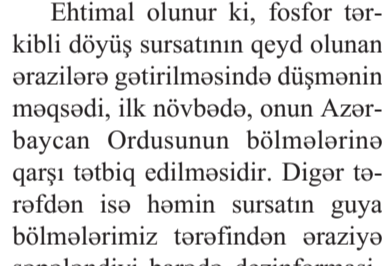 Ehtimal olunur ki, fosfor tər-
kibli döyüş sursatının qeyd olunan
ərazilərə gətirilməsində düşmənin
məqsədi, ilk növbədə, onun Azər-
baycan Ordusunun bölmələrinə
qarşı tətbiq edilməsidir. Digər tə-
rəfdən isə həmin sursatın guya
bölmələrimiz tərəfindən əraziyə